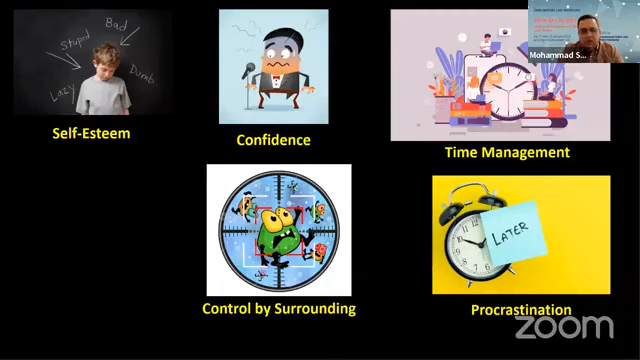 Bad
Stupid
Dumb
Lazy
Self-Esteem
Confidence
Time Management
Mohammad S...
LATER
Control by Surrounding
Procrastination
zoom